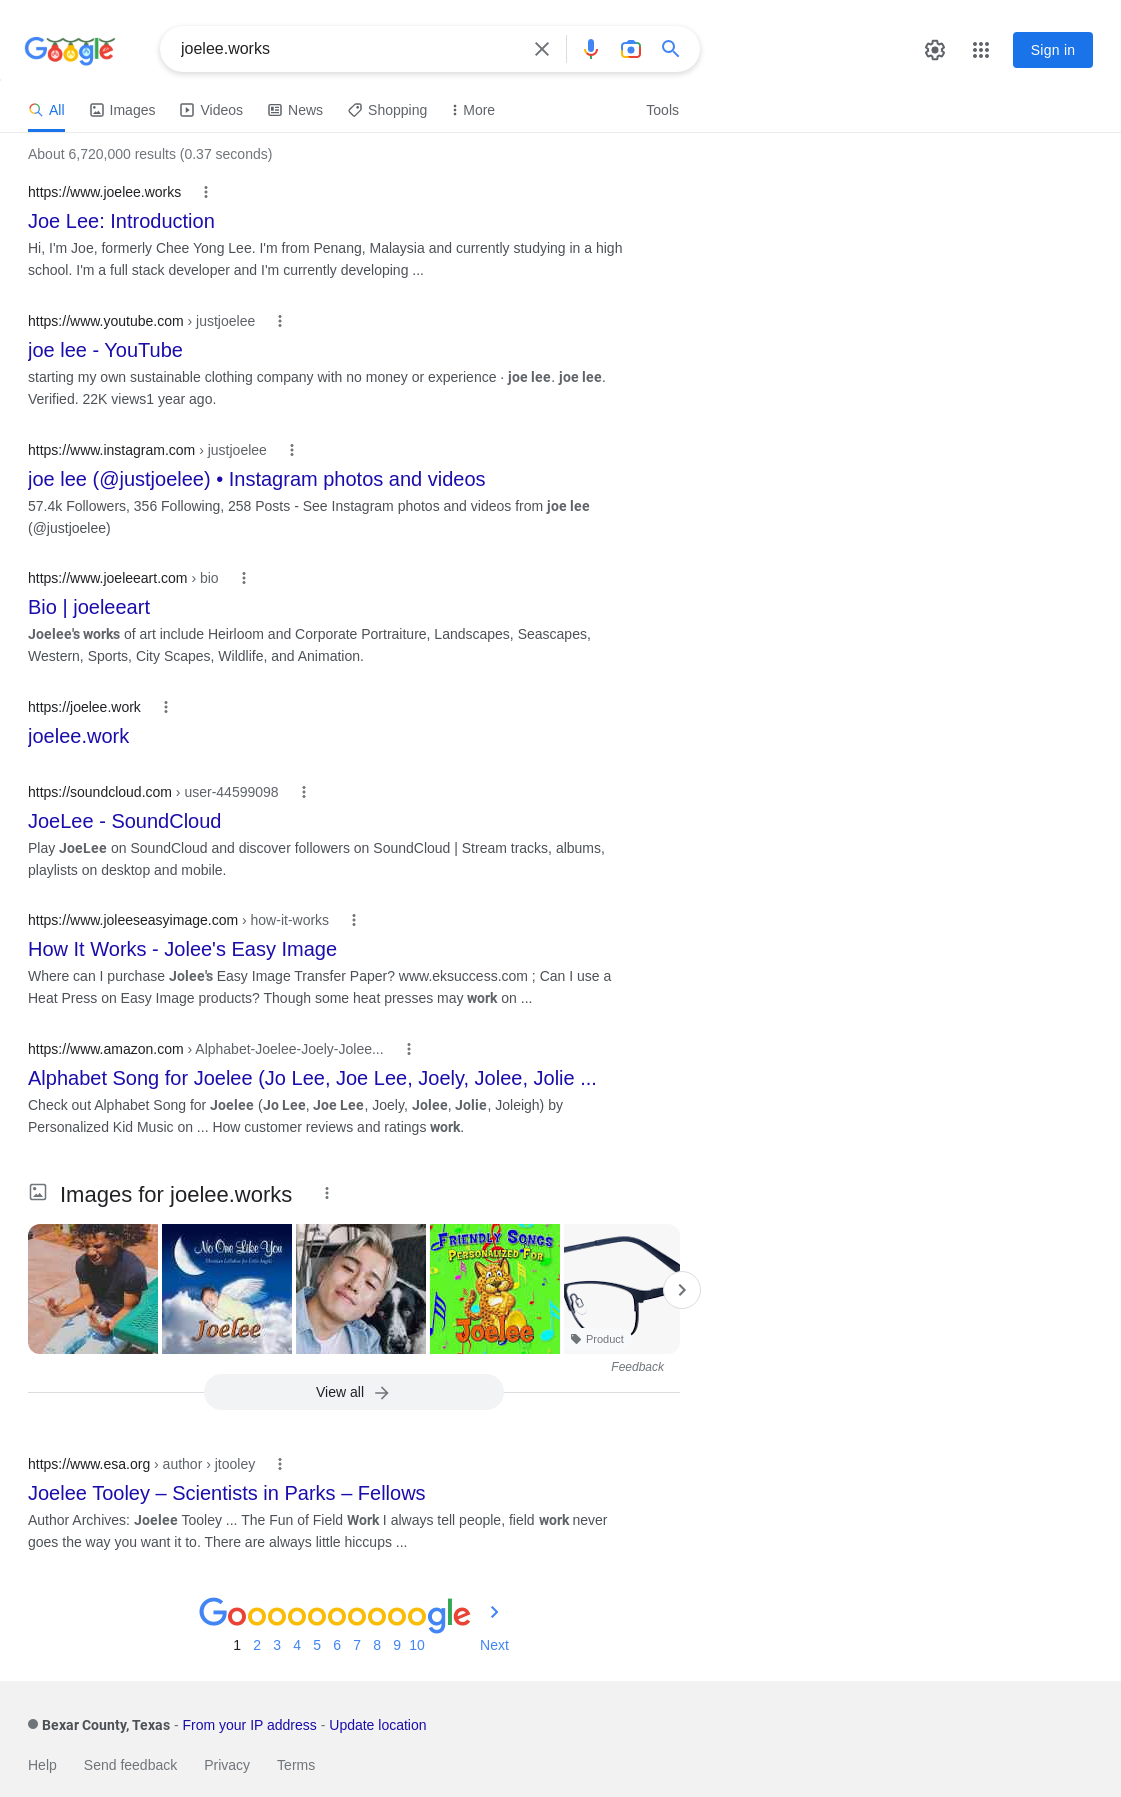 Google
joelee.works
Sign in
All Images Videos News Shopping More Tools
About 6,720,000 results (0.37 seconds)
https://www.joelee.works
Joe Lee: Introduction
Hi, I'm Joe, formerly Chee Yong Lee. I'm from Penang, Malaysia and currently studying in a high
school. I'm a full stack developer and I'm currently developing ...
https://www.youtube.com › justjoelee
joe lee - YouTube
starting my own sustainable clothing company with no money or experience · joe lee. joe lee.
Verified. 22K views1 year ago.
https://www.instagram.com › justjoelee
joe lee (@justjoelee) • Instagram photos and videos
57.4k Followers, 356 Following, 258 Posts - See Instagram photos and videos from joe lee
(@justjoelee)
https://www.joeleeart.com › bio
Bio | joeleeart
Joelee's works of art include Heirloom and Corporate Portraiture, Landscapes, Seascapes,
Western, Sports, City Scapes, Wildlife, and Animation.
https://joelee.work
joelee.work
https://soundcloud.com › user-44599098
JoeLee - SoundCloud
Play JoeLee on SoundCloud and discover followers on SoundCloud | Stream tracks, albums,
playlists on desktop and mobile.
https://www.joleeseasyimage.com › how-it-works
How It Works - Jolee's Easy Image
Where can I purchase Jolee's Easy Image Transfer Paper? www.eksuccess.com ; Can I use a
Heat Press on Easy Image products? Though some heat presses may work on ...
https://www.amazon.com › Alphabet-Joelee-Joely-Jolee...
Alphabet Song for Joelee (Jo Lee, Joe Lee, Joely, Jolee, Jolie ...
Check out Alphabet Song for Joelee (Jo Lee, Joe Lee, Joely, Jolee, Jolie, Joleigh) by
Personalized Kid Music on ... How customer reviews and ratings work.
Images for joelee.works
No One Like You
Christian Lullabies for Little Angels
Joelee
FRIENDLY SONGS
PERSONALIZED FOR
Joelee
Product
Feedback
View all
https://www.esa.org › author › jtooley
Joelee Tooley – Scientists in Parks – Fellows
Author Archives: Joelee Tooley ... The Fun of Field Work I always tell people, field work never
goes the way you want it to. There are always little hiccups ...
Goooooooooogle
1 2 3 4 5 6 7 8 9 10 Next
Bexar County, Texas - From your IP address - Update location
Help Send feedback Privacy Terms